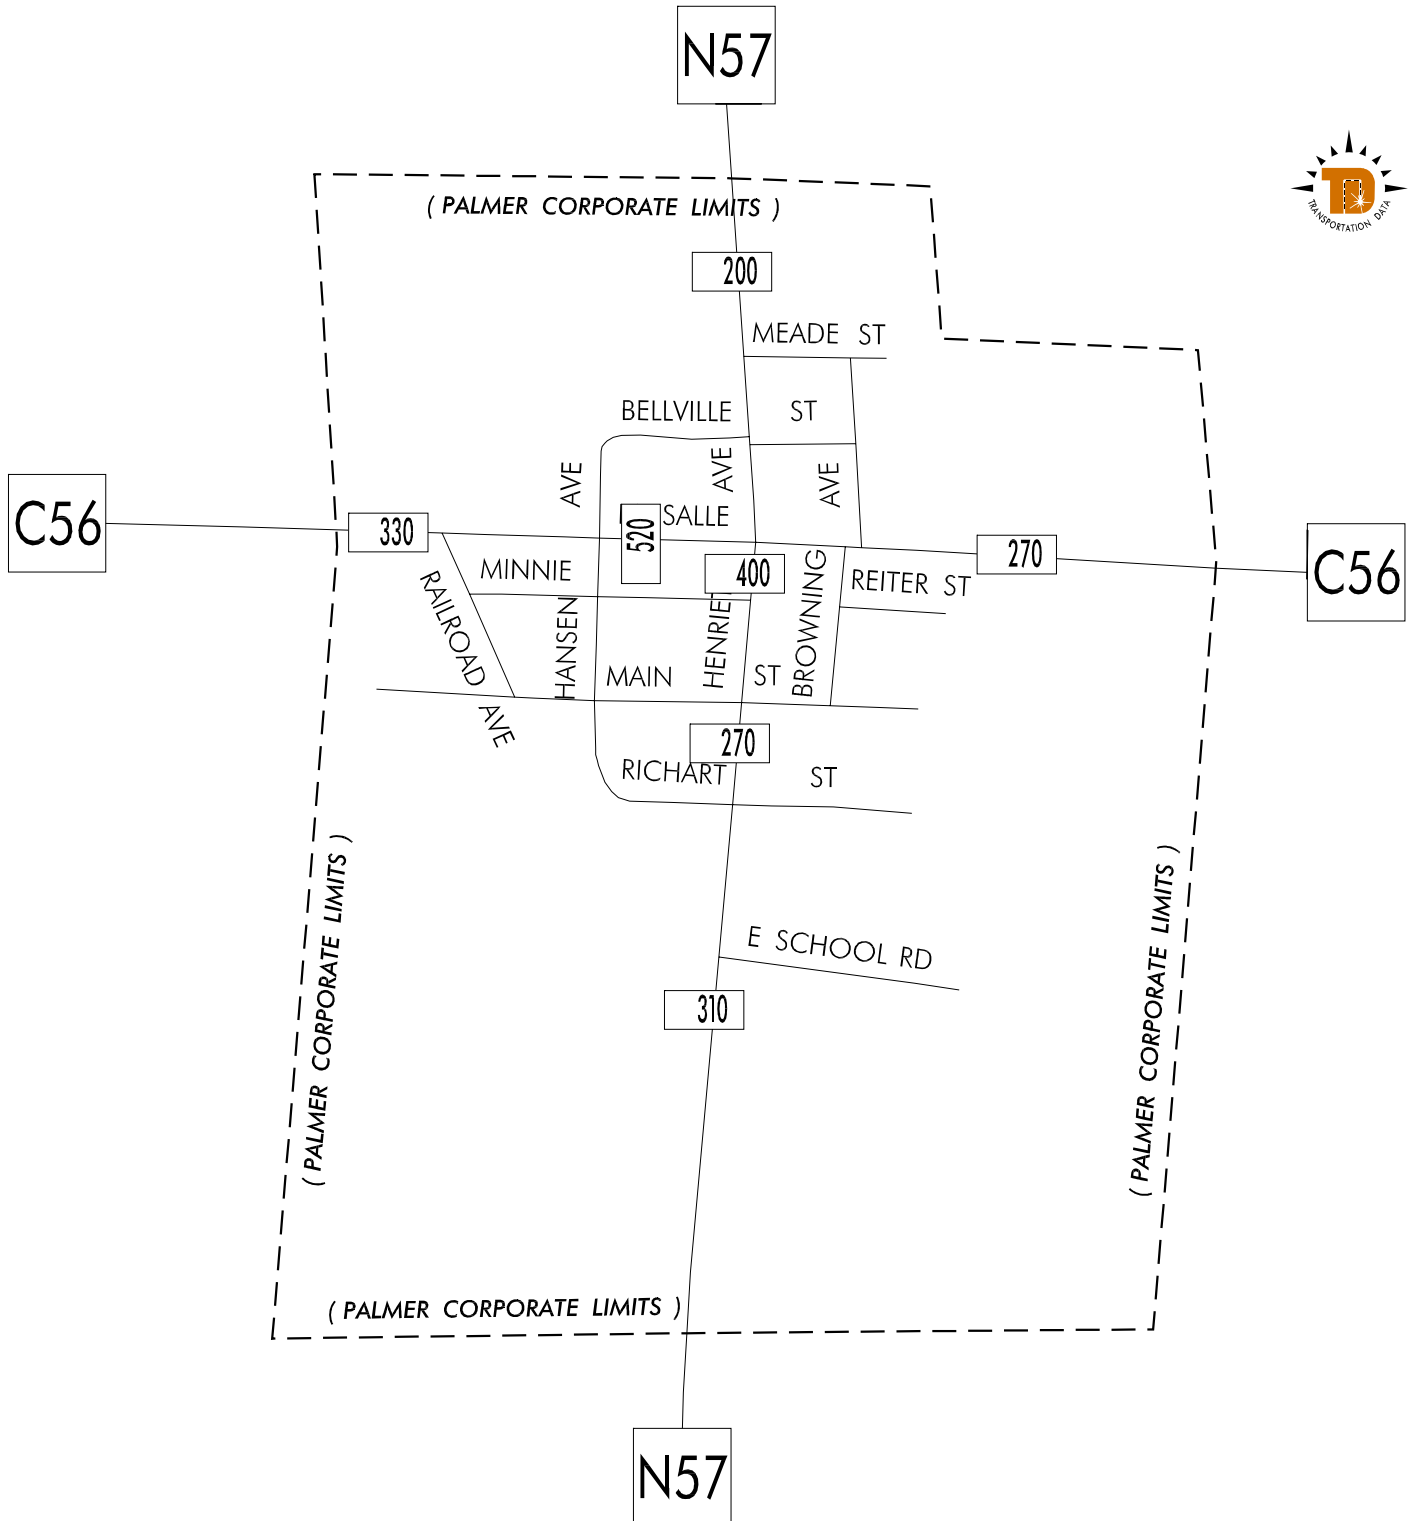 N57
( PALMER CORPORATE LIMITS )
TRANSPORTATION DATA
200
MEADE ST
BELLVILLE ST
AVE
AVE
AVE
C56
330
520
SALLE
270
C56
MINNIE
400
REITER ST
RAILROAD AVE
HANSEN
BROWNING
MAIN ST
270
RICHART ST
( PALMER CORPORATE LIMITS )
( PALMER CORPORATE LIMITS )
E SCHOOL RD
310
( PALMER CORPORATE LIMITS )
N57